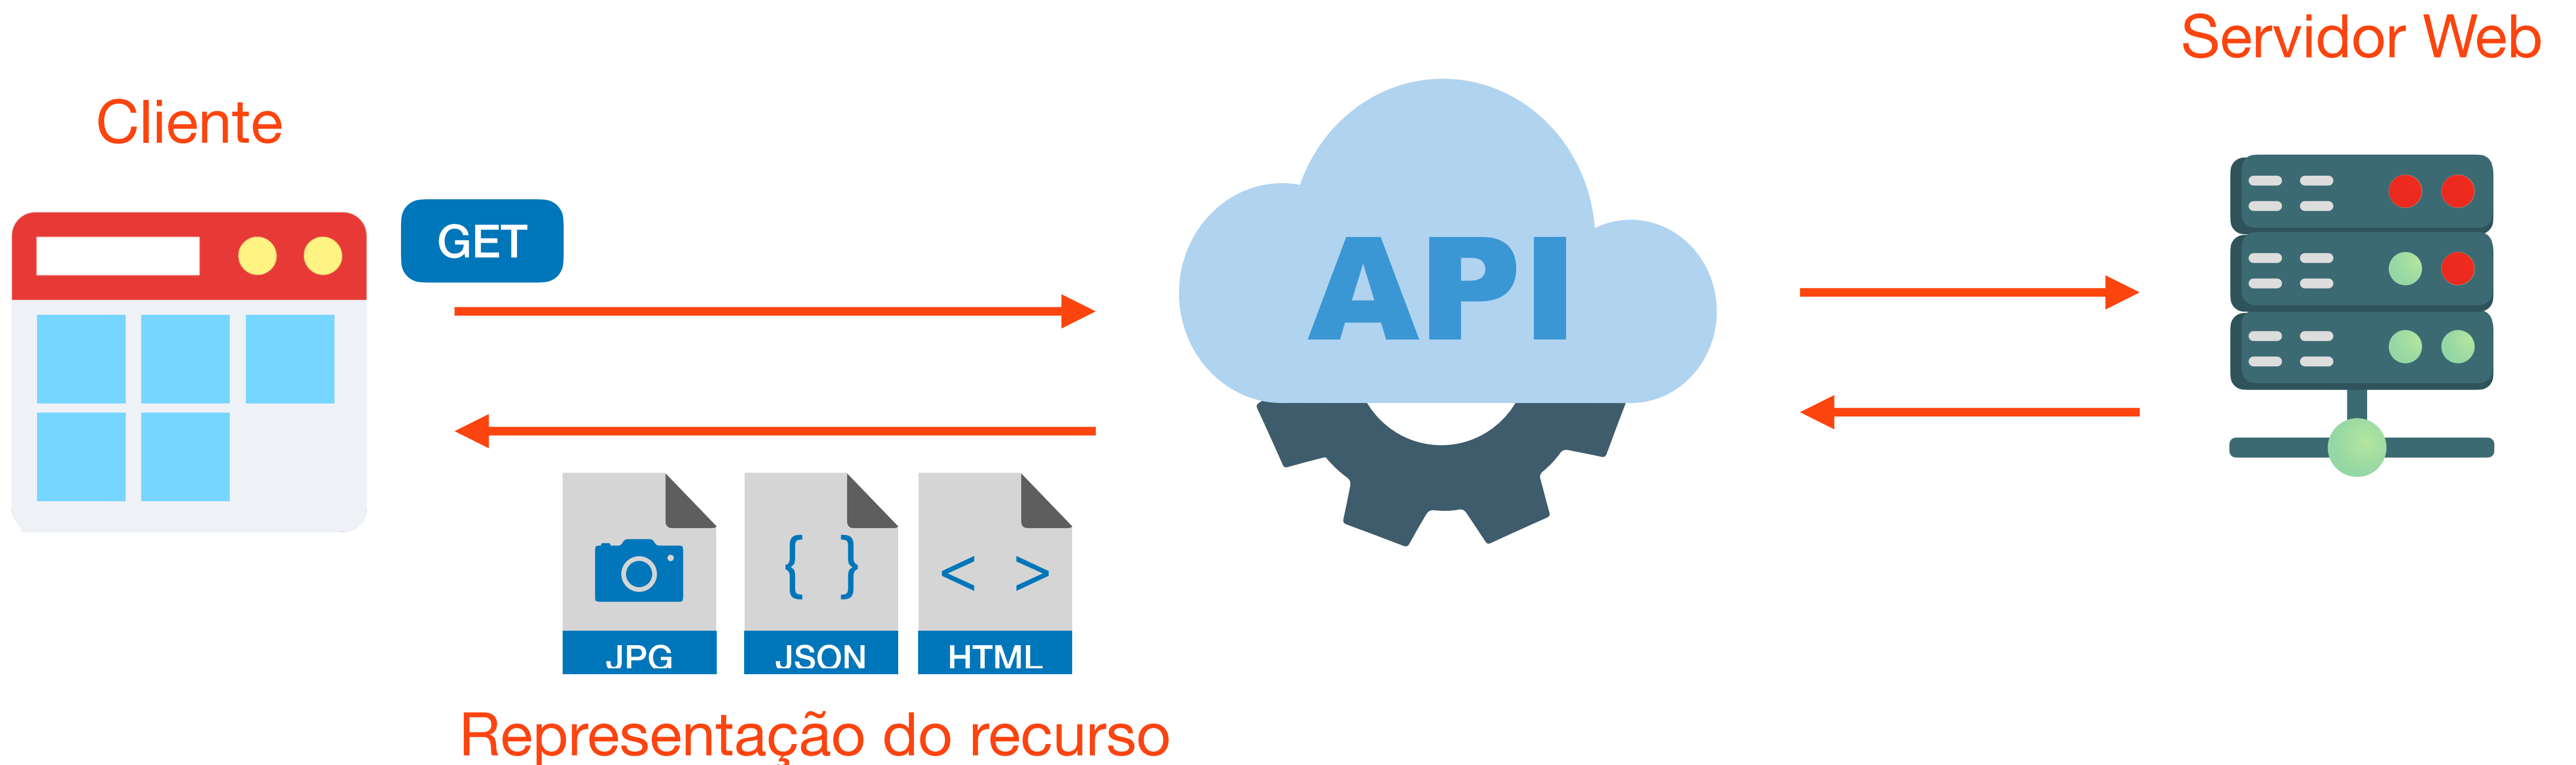 Servidor Web
Cliente
GET
API
JPG
JSON
HTML
Representação do recurso